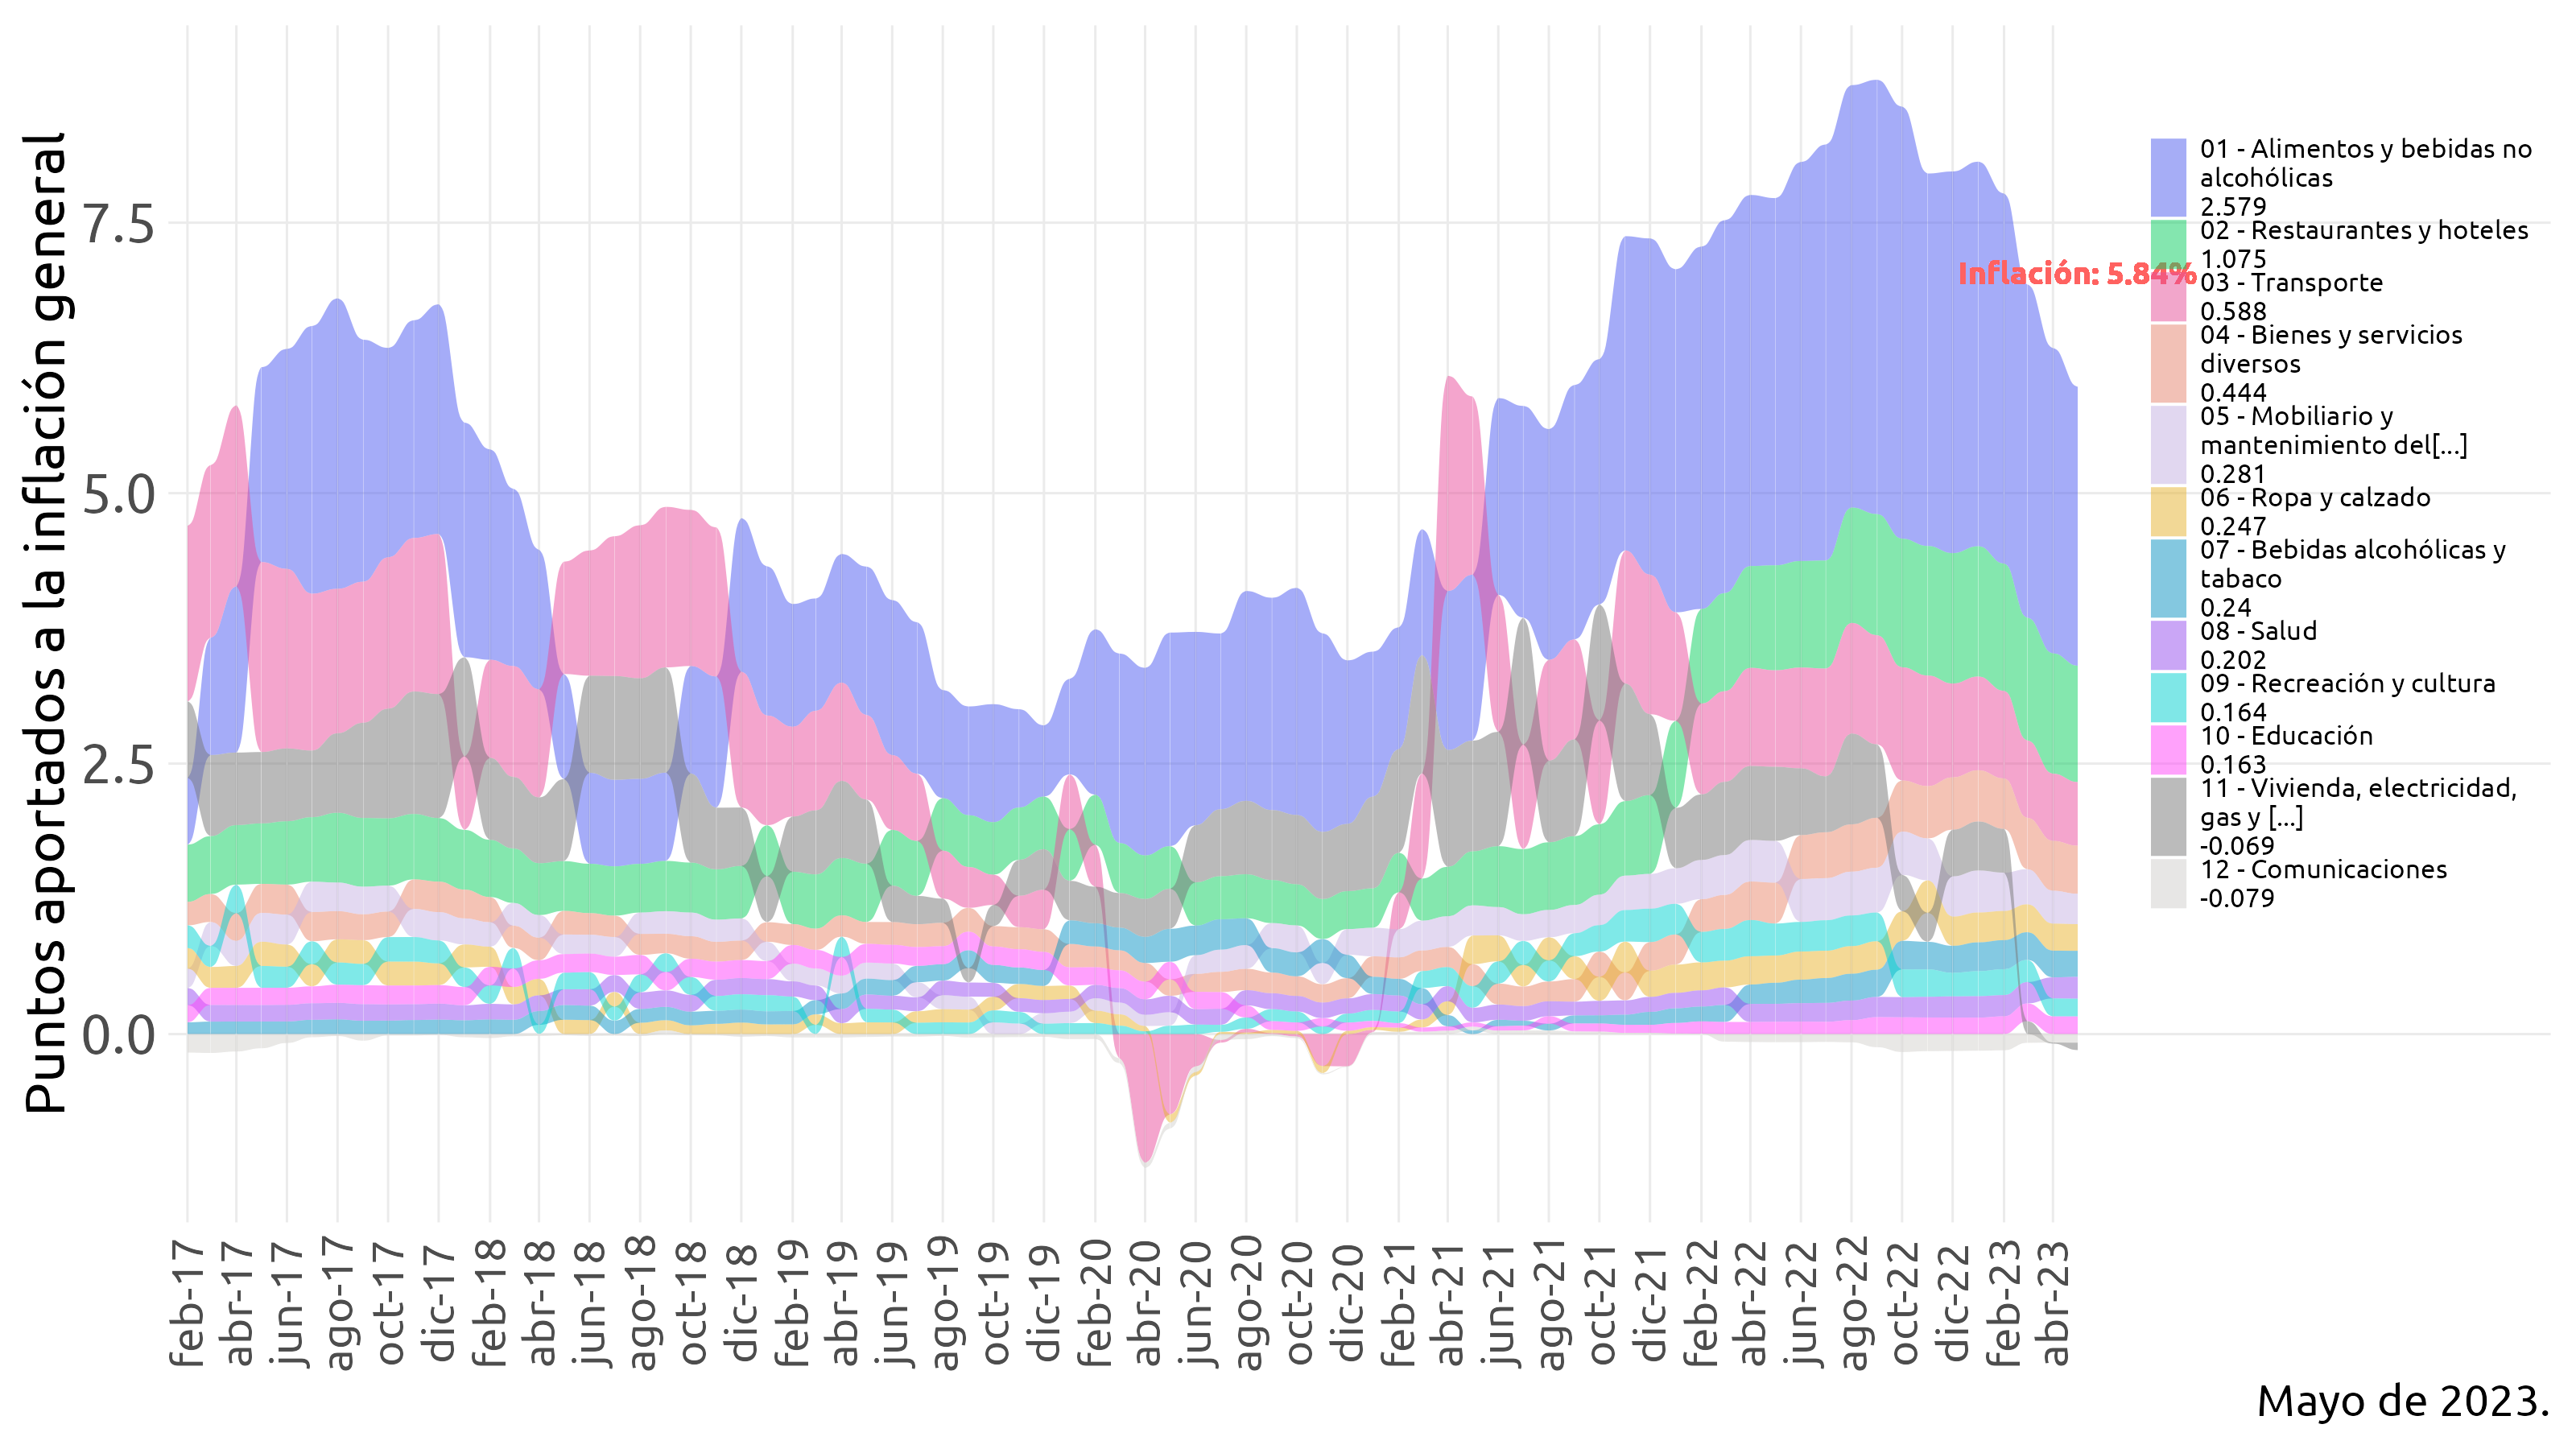 Puntos aportados a la inflación general
7.5
5.0
2.5
0.0
01 - Alimentos y bebidas no
alcohólicas
2.579
02 - Restaurantes y hoteles
1.075
Inflación: 5.84%
03 - Transporte
0.588
04 - Bienes y servicios
diversos
0.444
05 - Mobiliario y
mantenimiento del[...]
0.281
06 - Ropa y calzado
0.247
07 - Bebidas alcohólicas y
tabaco
0.24
08 - Salud
0.202
09 - Recreación y cultura
0.164
10 - Educación
0.163
11 - Vivienda, electricidad,
gas y [...]
-0.069
12 - Comunicaciones
-0.079
feb-17
abr-17
jun-17
ago-17
oct-17
dic-17
feb-18
abr-18
jun-18
ago-18
oct-18
dic-18
feb-19
abr-19
jun-19
ago-19
oct-19
dic-19
feb-20
abr-20
jun-20
ago-20
oct-20
dic-20
feb-21
abr-21
jun-21
ago-21
oct-21
dic-21
feb-22
abr-22
jun-22
ago-22
oct-22
dic-22
feb-23
abr-23
Mayo de 2023.